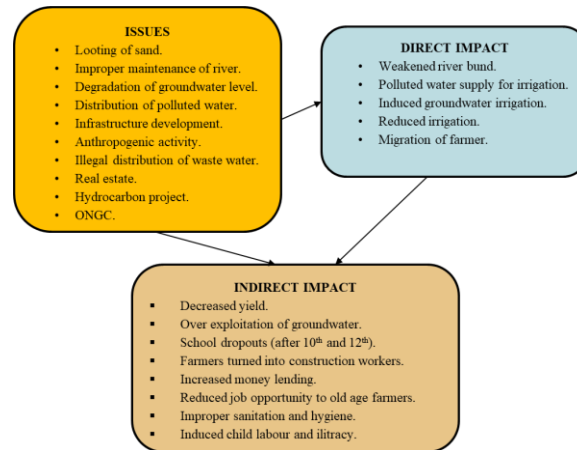 ISSUES
• Looting of sand.
• Improper maintenance of river.
• Degradation of groundwater level.
• Distribution of polluted water.
• Infrastructure development.
• Anthropogenic activity.
• Illegal distribution of waste water.
• Real estate.
• Hydrocarbon project.
• ONGC.
DIRECT IMPACT
• Weakened river bund.
• Polluted water supply for irrigation.
• Induced groundwater irrigation.
• Reduced irrigation.
• Migration of farmer.
INDIRECT IMPACT
▪ Decreased yield.
▪ Over exploitation of groundwater.
▪ School dropouts (after 10th and 12th).
▪ Farmers turned into construction workers.
▪ Increased money lending.
▪ Reduced job opportunity to old age farmers.
▪ Improper sanitation and hygiene.
▪ Induced child labour and ilitracy.